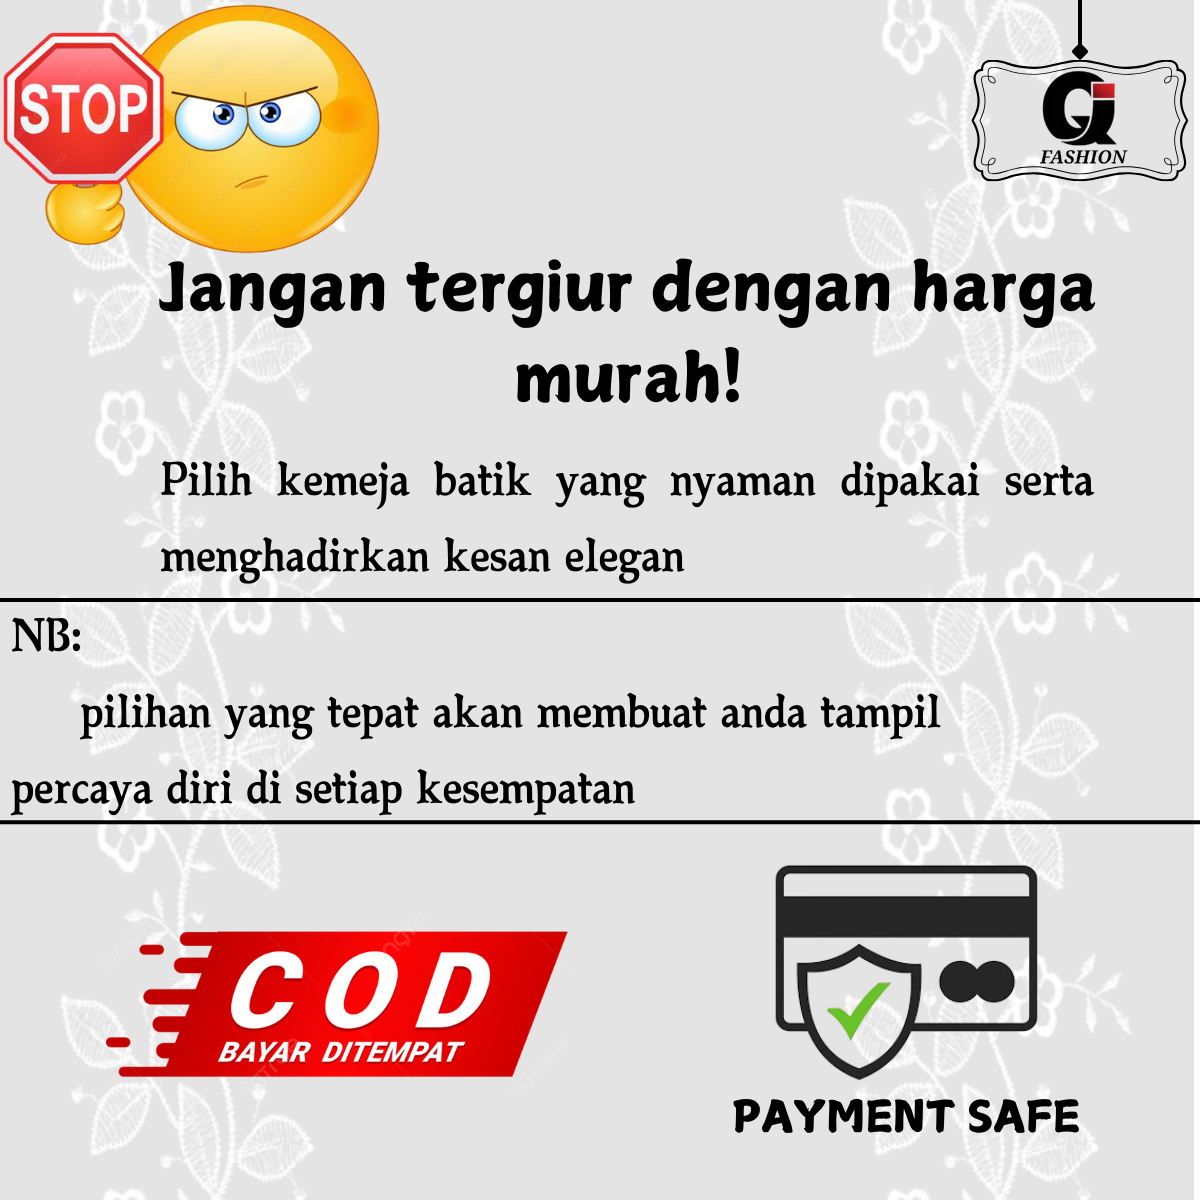 STOP
GI
FASHION
Jangan tergiur dengan harga
murah!
Pilih kemeja batik yang nyaman dipakai serta
menghadirkan kesan elegan
NB:
pilihan yang tepat akan membuat anda tampil
percaya diri di setiap kesempatan
COD
BAYAR DITEMPAT
PAYMENT SAFE